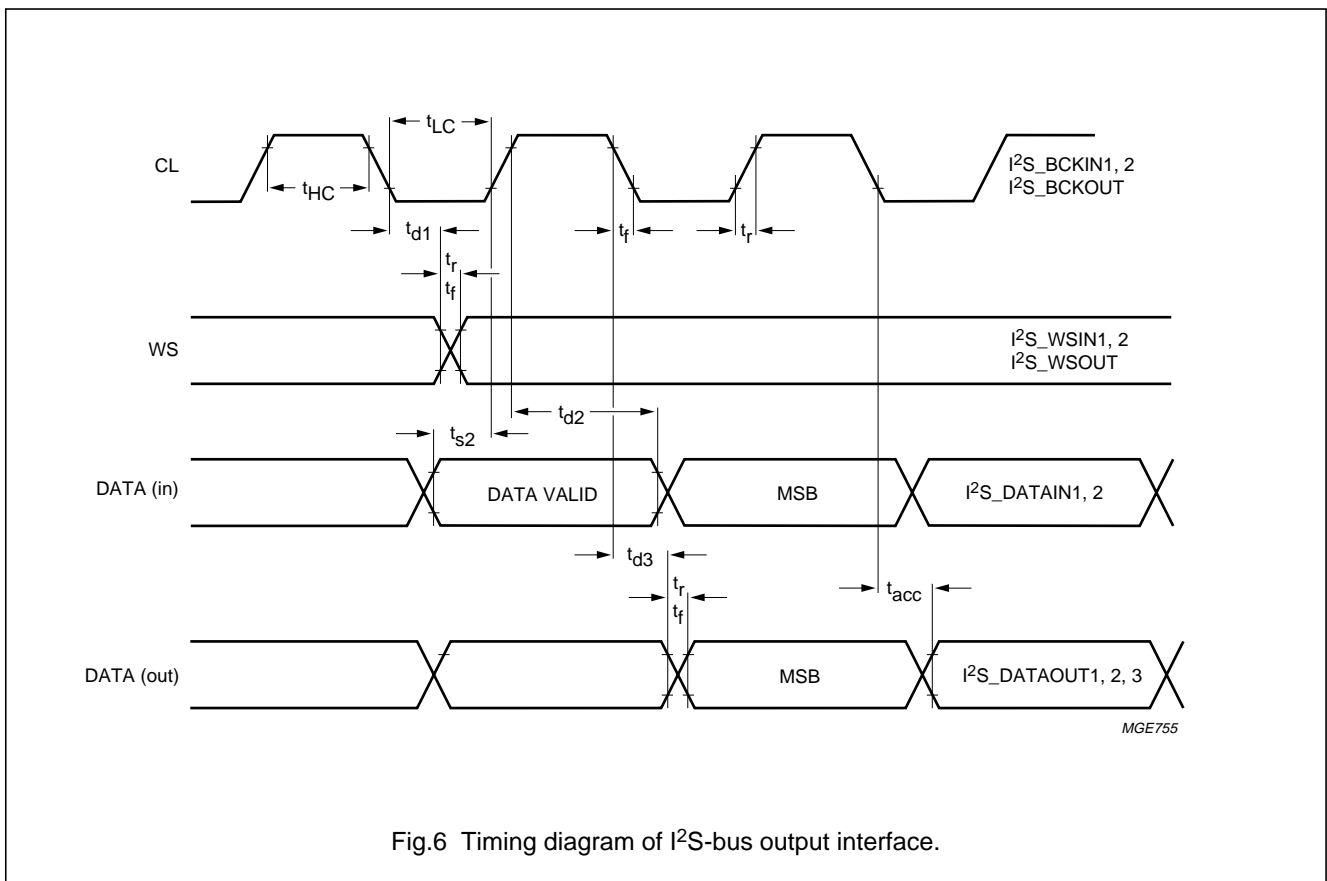 tLC
CL
I²S_BCKIN1, 2
I²S_BCKOUT
tHC
td1
tf
tr
tr
tf
WS
I²S_WSIN1, 2
I²S_WSOUT
td2
ts2
DATA (in)
DATA VALID
MSB
I²S_DATAIN1, 2
td3
tr
tf
tacc
DATA (out)
MSB
I²S_DATAOUT1, 2, 3
MGE755
Fig.6 Timing diagram of I²S-bus output interface.